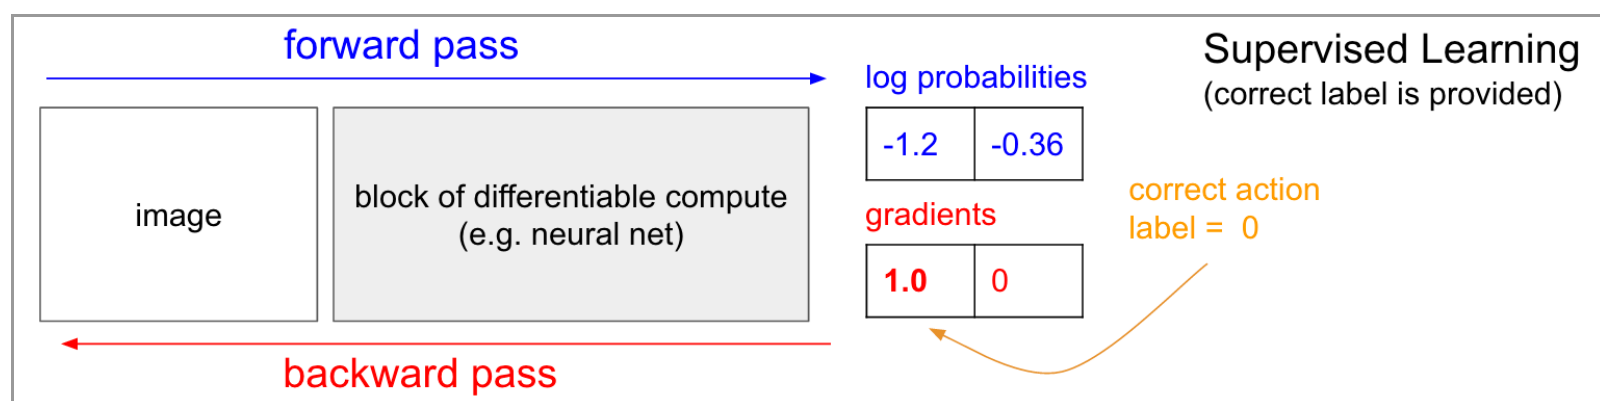 forward pass
Supervised Learning
(correct label is provided)
log probabilities
-1.2 -0.36
image
block of differentiable compute
(e.g. neural net)
correct action
label = 0
gradients
1.0 0
backward pass